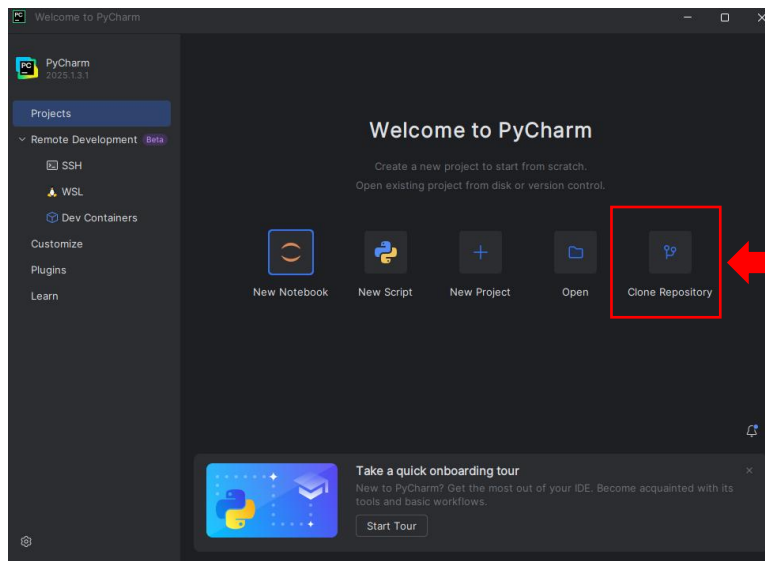 PC Welcome to PyCharm
PC PyCharm
2025.1.3.1
Projects
Remote Development Beta
SSH
WSL
Dev Containers
Customize
Plugins
Learn
Welcome to PyCharm
Create a new project to start from scratch.
Open existing project from disk or version control.
New Notebook New Script New Project Open Clone Repository
Take a quick onboarding tour
New to PyCharm? Get the most out of your IDE. Become acquainted with its
tools and basic workflows.
Start Tour